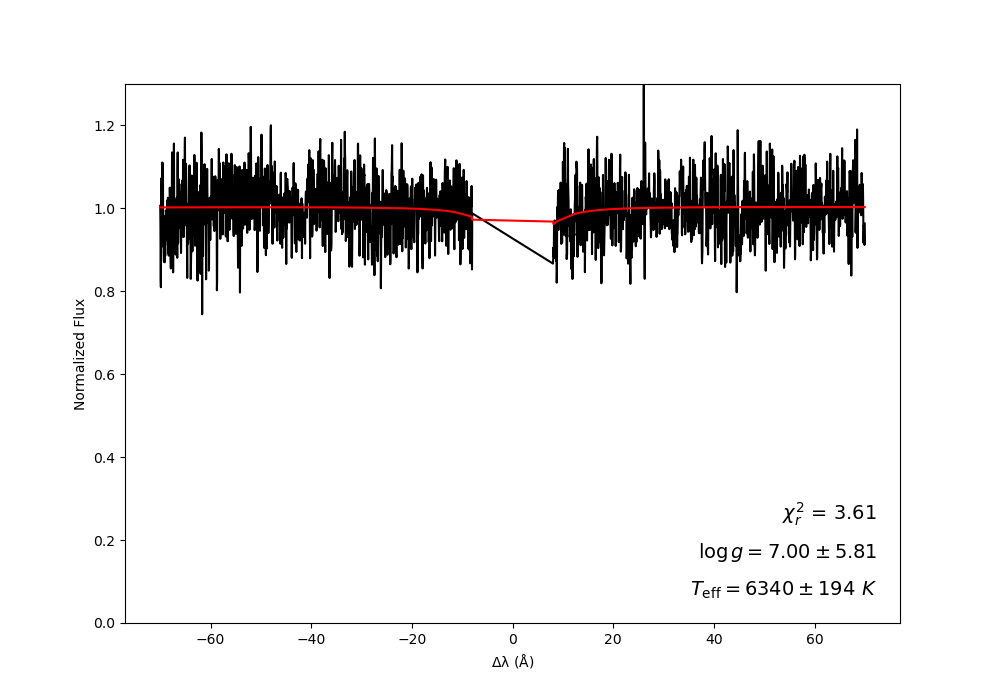 1.2
1.0
0.8
0.6
0.4
0.2
0.0
Normalized Flux
χ²ᵣ = 3.61
log g = 7.00 ± 5.81
T_eff = 6340 ± 194 K
−60 −40 −20 0 20 40 60
Δλ (Å)